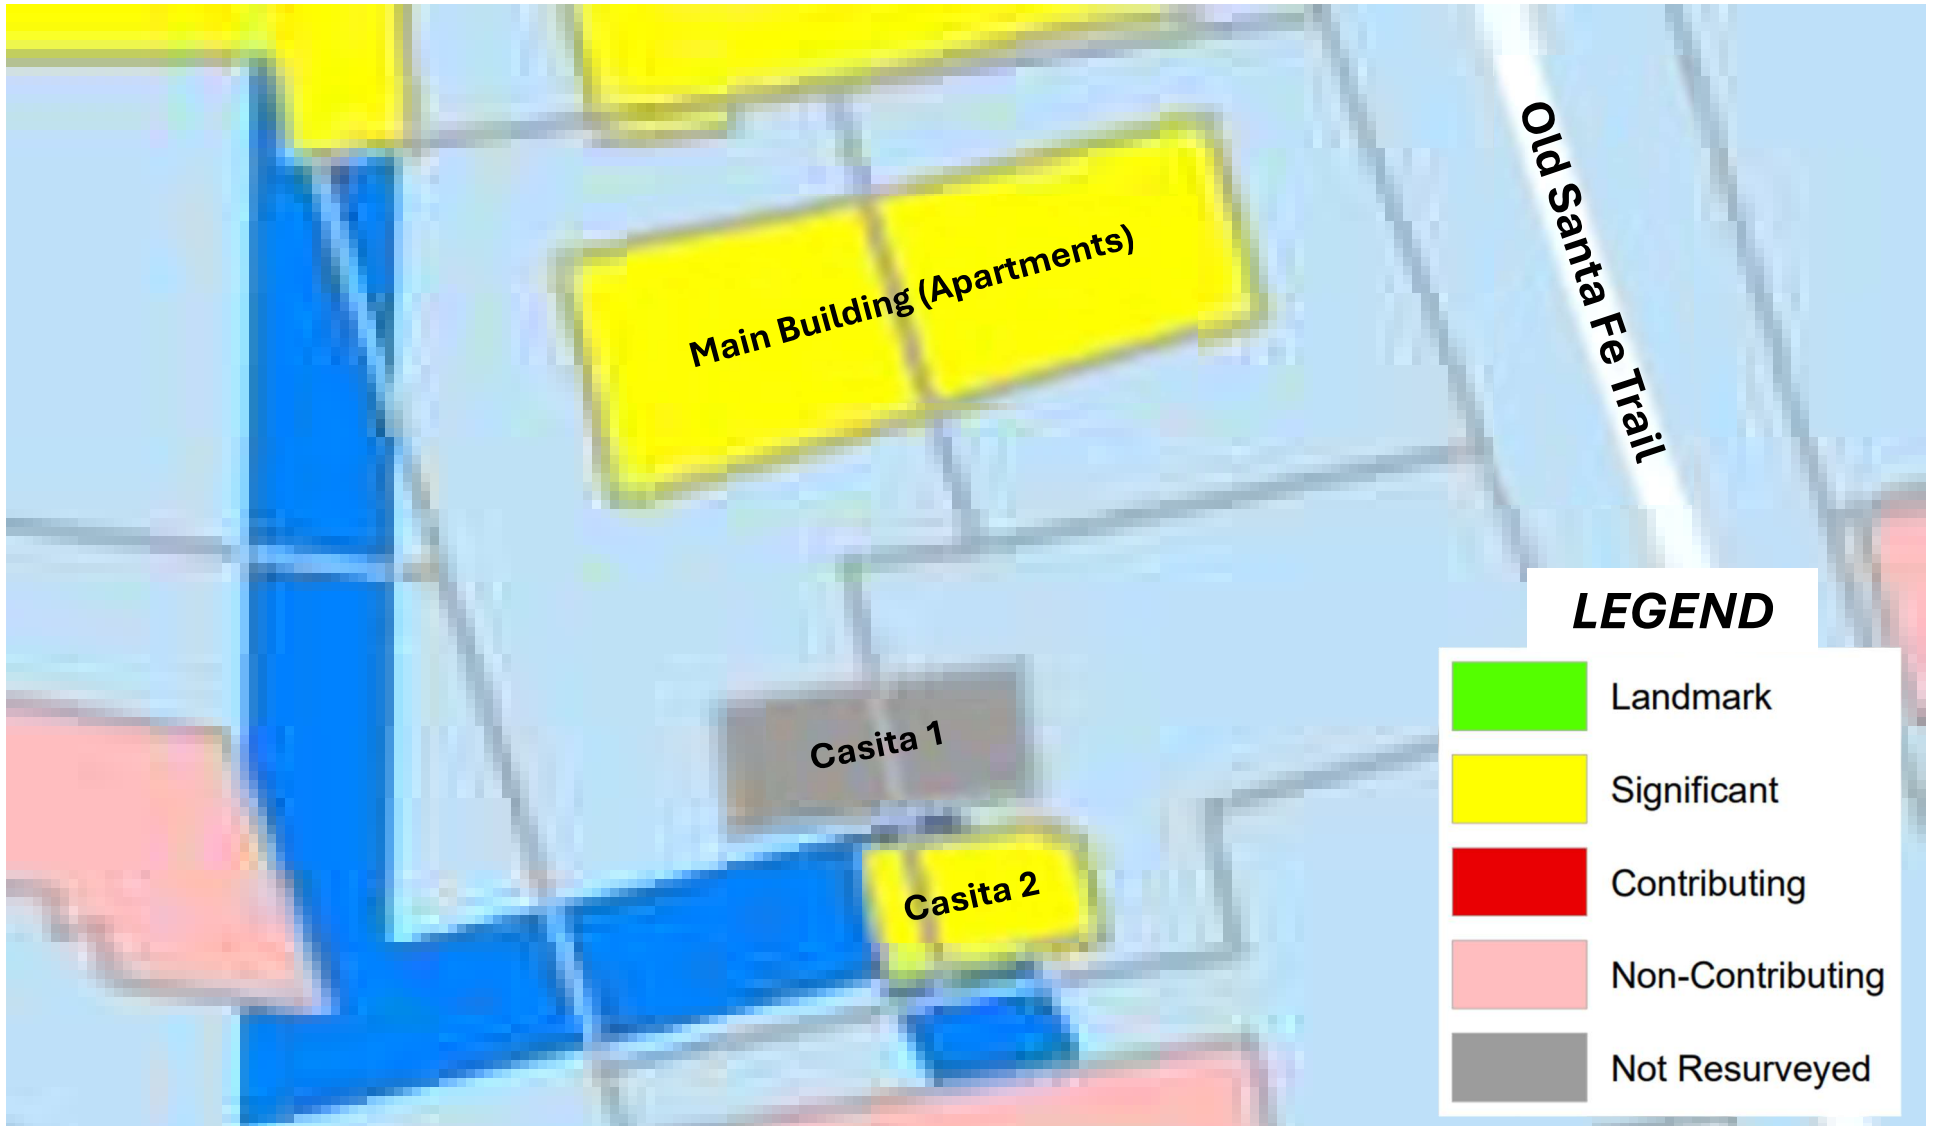 Old Santa Fe Trail
Main Building (Apartments)
Casita 1
Casita 2
LEGEND
Landmark
Significant
Contributing
Non-Contributing
Not Resurveyed